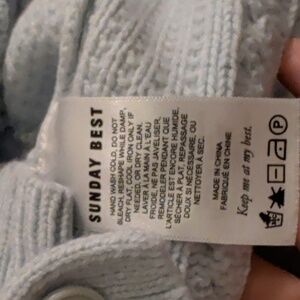 SUNDAY BEST
HAND WASH COLD, DO NOT
BLEACH, RESHAPE WHILE DAMP,
DRY FLAT, COOL IRON ONLY IF
NEEDED, OR DRY CLEAN.
LAVER À LA MAIN À L'EAU
FROIDE, NE PAS JAVELISER,
REMODELER PENDANT QUE
L'ARTICLE EST ENCORE HUMIDE,
SÉCHER À PLAT, REPASSAGE
DOUX SI NÉCESSAIRE, OU
NETTOYER À SEC.
MADE IN CHINA
FABRIQUÉ EN CHINE
Keep me at my best.
P